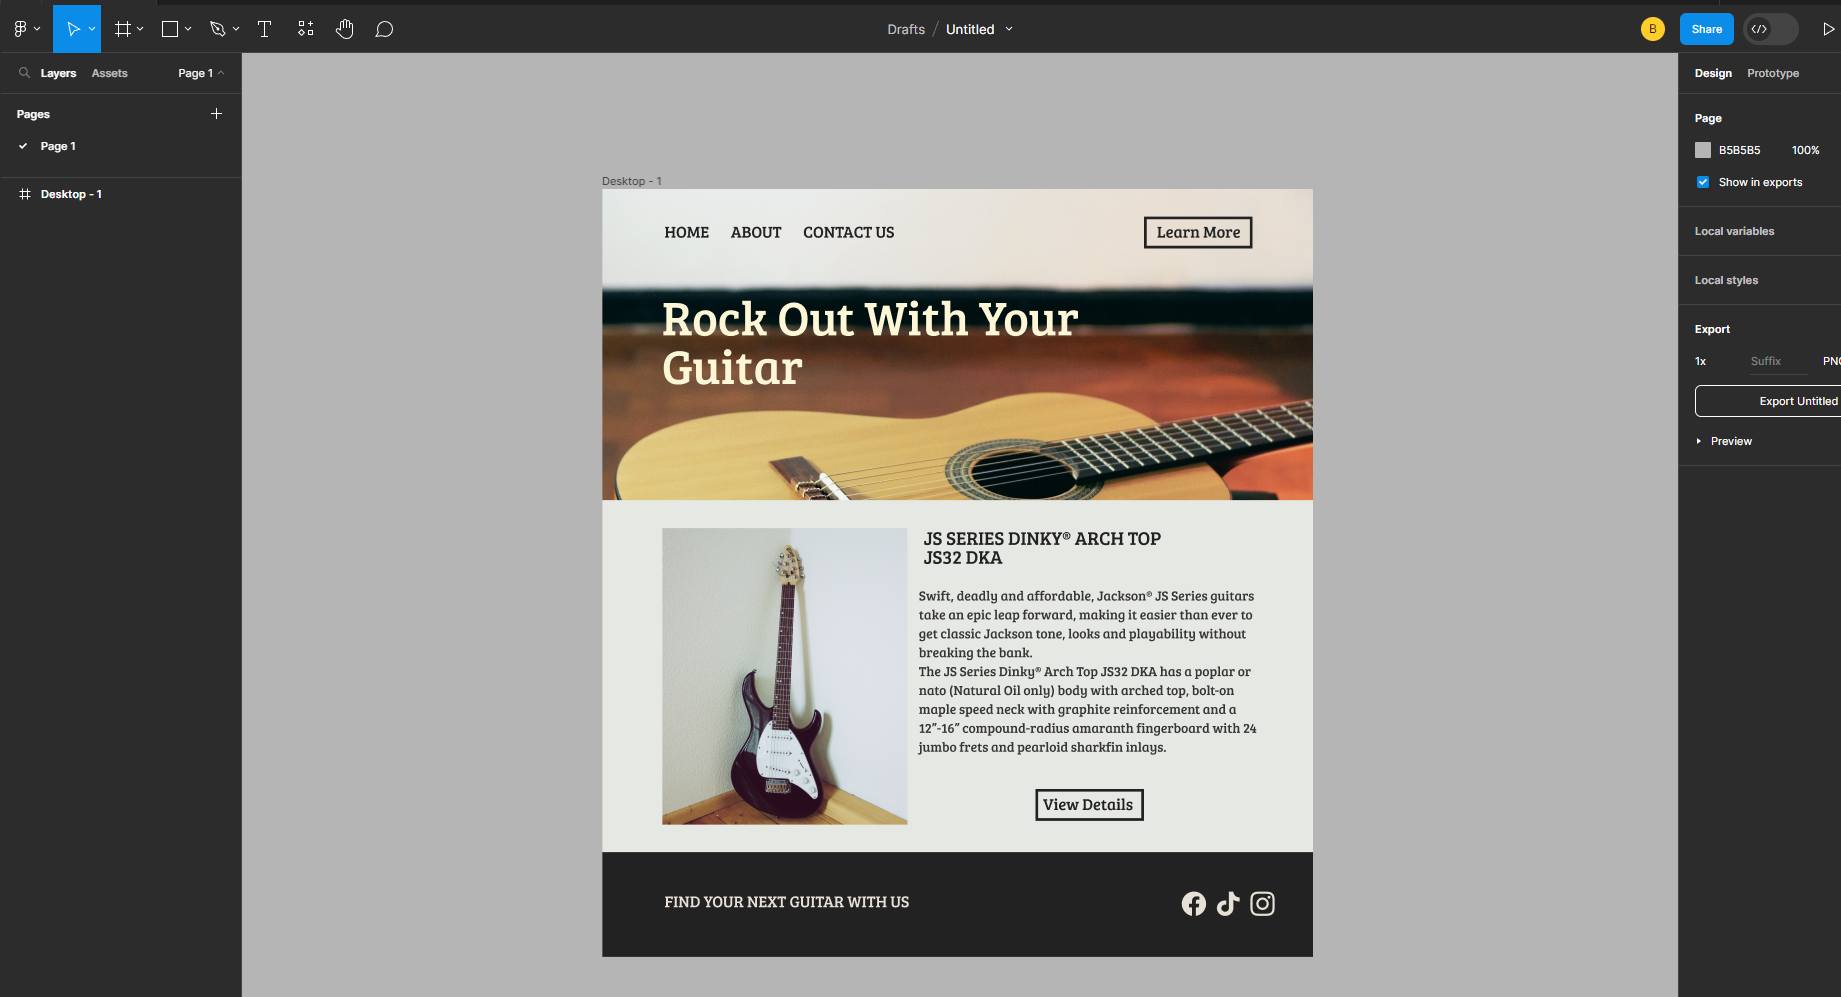 Drafts / Untitled
B
Share
Layers Assets Page 1
Pages
Page 1
Desktop - 1
Desktop - 1
HOME ABOUT CONTACT US
Learn More
Rock Out With Your
Guitar
JS SERIES DINKY® ARCH TOP
JS32 DKA
Swift, deadly and affordable, Jackson® JS Series guitars
take an epic leap forward, making it easier than ever to
get classic Jackson tone, looks and playability without
breaking the bank.
The JS Series Dinky® Arch Top JS32 DKA has a poplar or
nato (Natural Oil only) body with arched top, bolt-on
maple speed neck with graphite reinforcement and a
12”-16” compound-radius amaranth fingerboard with 24
jumbo frets and pearloid sharkfin inlays.
View Details
FIND YOUR NEXT GUITAR WITH US
Design Prototype
Page
B5B5B5 100%
Show in exports
Local variables
Local styles
Export
1x Suffix
Export Untitled
Preview